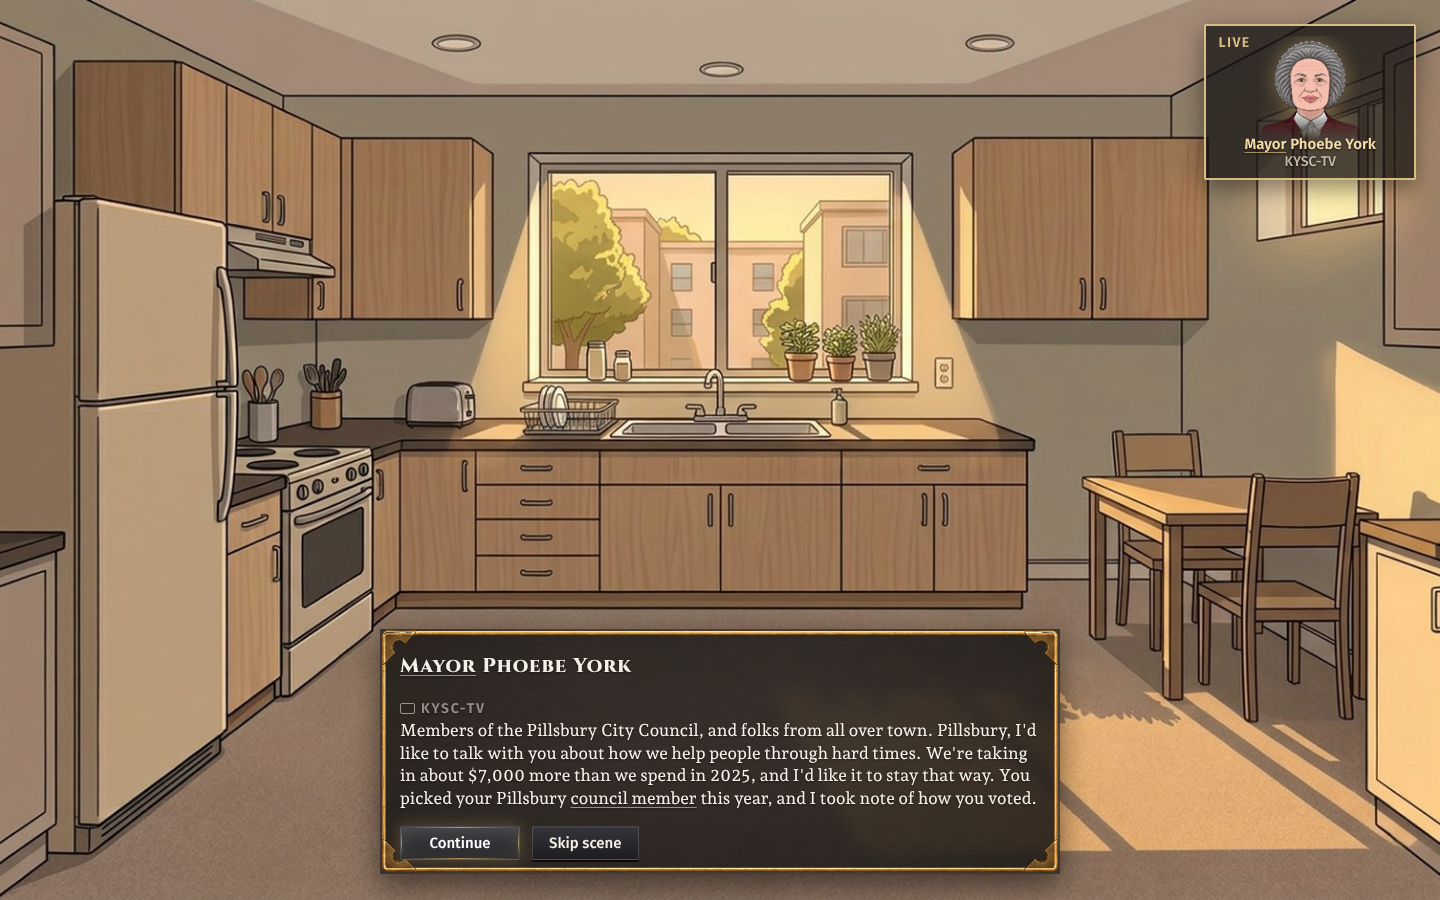 LIVE
Mayor Phoebe York
KYSC-TV
Mayor Phoebe York
KYSC-TV
Members of the Pillsbury City Council, and folks from all over town. Pillsbury, I'd
like to talk with you about how we help people through hard times. We're taking
in about $7,000 more than we spend in 2025, and I'd like it to stay that way. You
picked your Pillsbury council member this year, and I took note of how you voted.
Continue
Skip scene